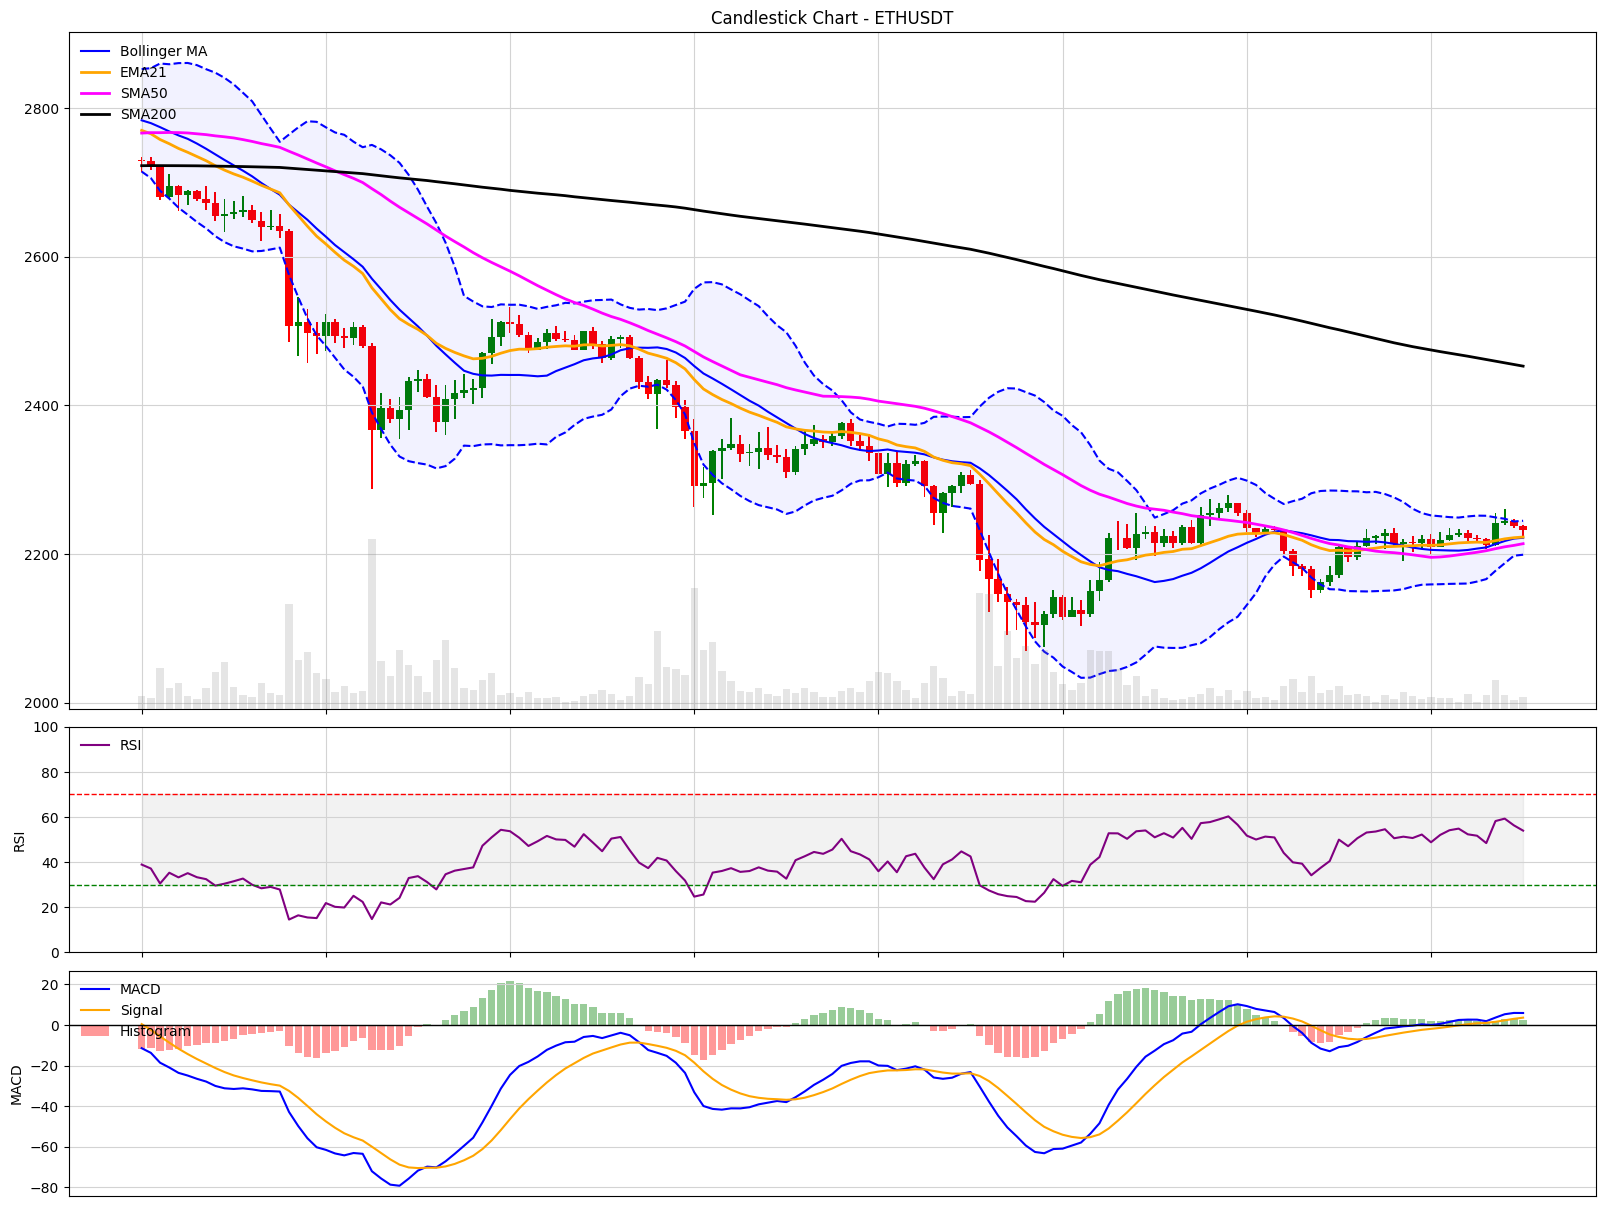 Candlestick Chart - ETHUSDT
Bollinger MA
EMA21
SMA50
SMA200
2800
2600
2400
2200
2000
RSI
RSI
100
80
60
40
20
0
MACD
Signal
Histogram
MACD
20
0
−20
−40
−60
−80